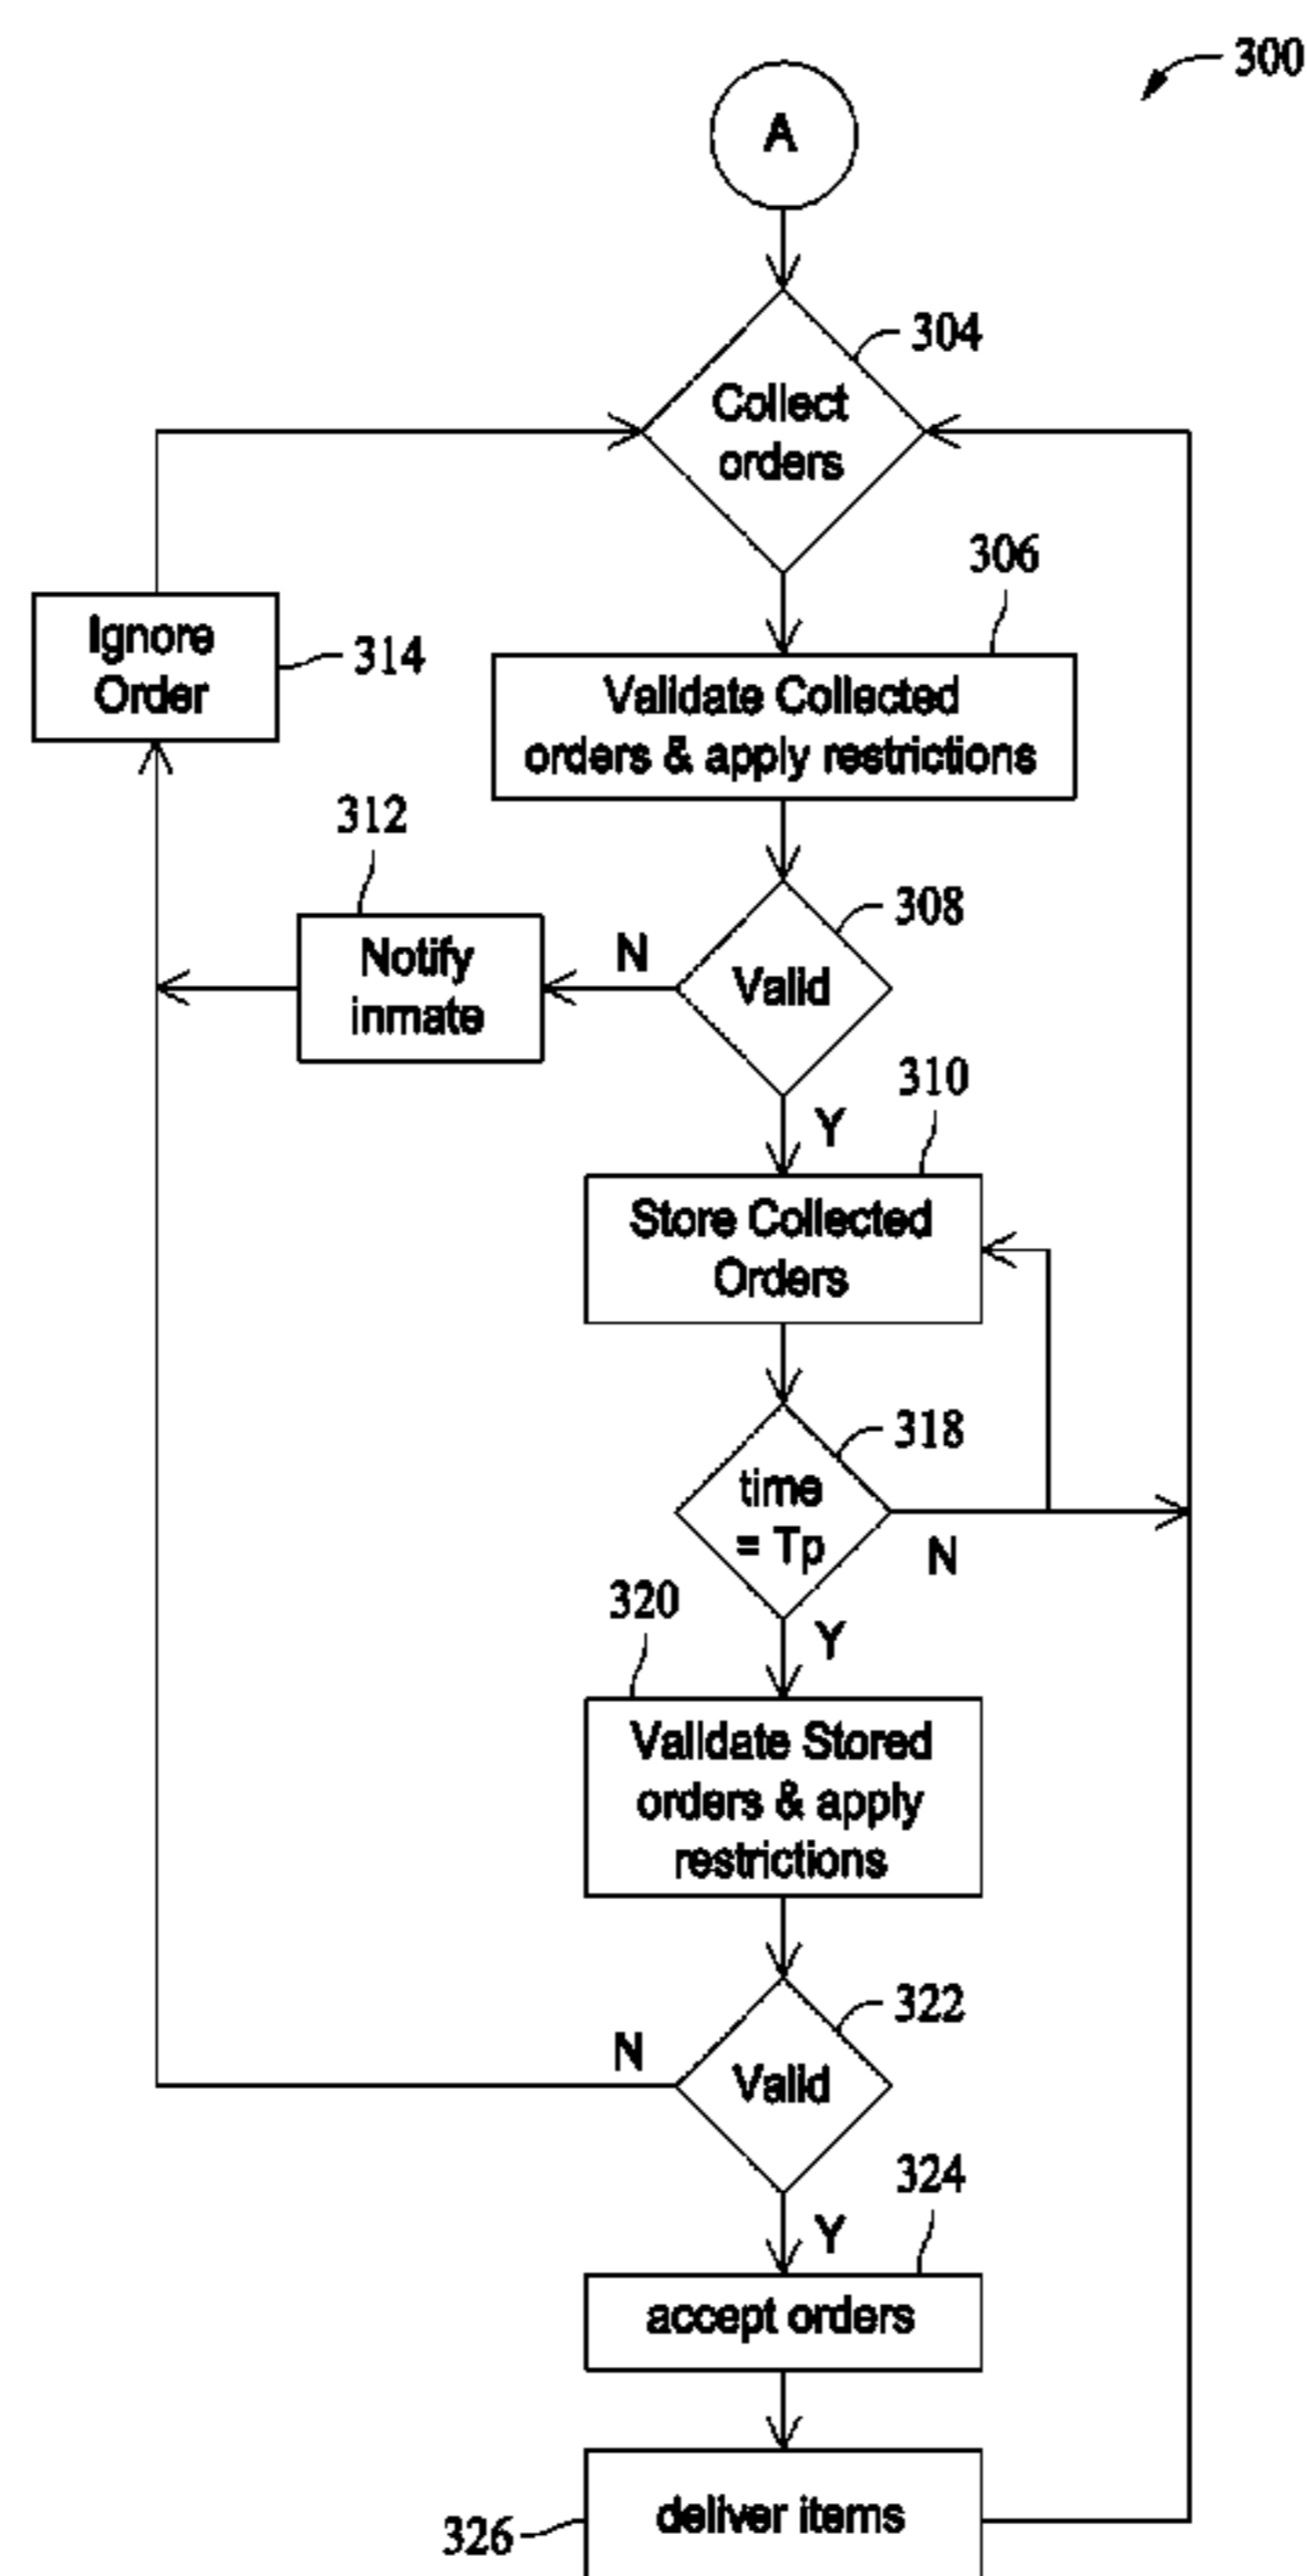 300
A
304
Collect
orders
306
Validate Collected
orders & apply restrictions
Ignore
Order
314
312
308
Notify
inmate
N
Valid
Y
310
Store Collected
Orders
318
time
= Tp
N
320
Y
Validate Stored
orders & apply
restrictions
322
N
Valid
324
Y
accept orders
deliver items
326